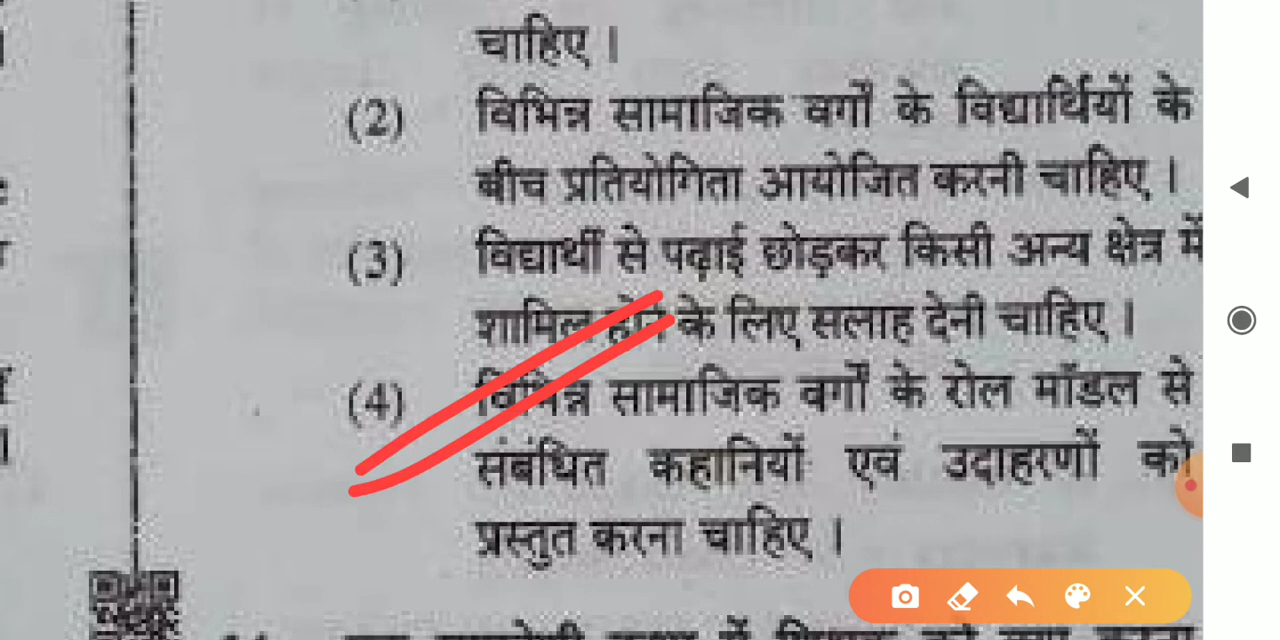 चाहिए ।
(2) विभिन्न सामाजिक वर्गों के विद्यार्थियों के
बीच प्रतियोगिता आयोजित करनी चाहिए ।
(3) विद्यार्थी से पढ़ाई छोड़कर किसी अन्य क्षेत्र में
शामिल होने के लिए सलाह देनी चाहिए ।
(4) विभिन्न सामाजिक वर्गों के रोल मॉडल से
संबंधित कहानियों एवं उदाहरणों को
प्रस्तुत करना चाहिए ।